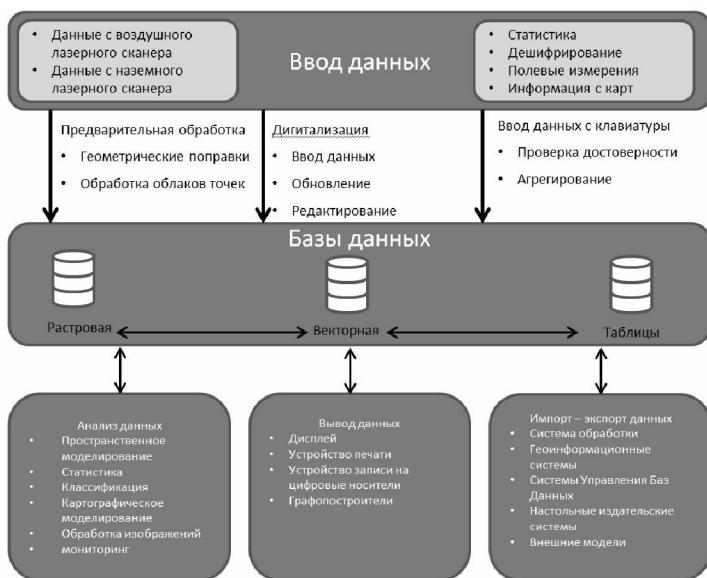 Ввод данных
• Данные с воздушного
лазерного сканера
• Данные с наземного
лазерного сканера
• Статистика
• Дешифрирование
• Полевые измерения
• Информация с карт
Предварительная обработка
• Геометрические поправки
• Обработка облаков точек
Дигитализация
• Ввод данных
• Обновление
• Редактирование
Ввод данных с клавиатуры
• Проверка достоверности
• Агрегирование
Базы данных
Растровая
Векторная
Таблицы
Анализ данных
• Пространственное
моделирование
• Статистика
• Классификация
• Картографическое
моделирование
• Обработка изображений
• мониторинг
Вывод данных
• Дисплей
• Устройство печати
• Устройство записи на
цифровые носители
• Графопостроители
Импорт – экспорт данных
• Система обработки
• Геоинформационные
системы
• Системы Управления Баз
Данных
• Настольные издательские
системы
• Внешние модели